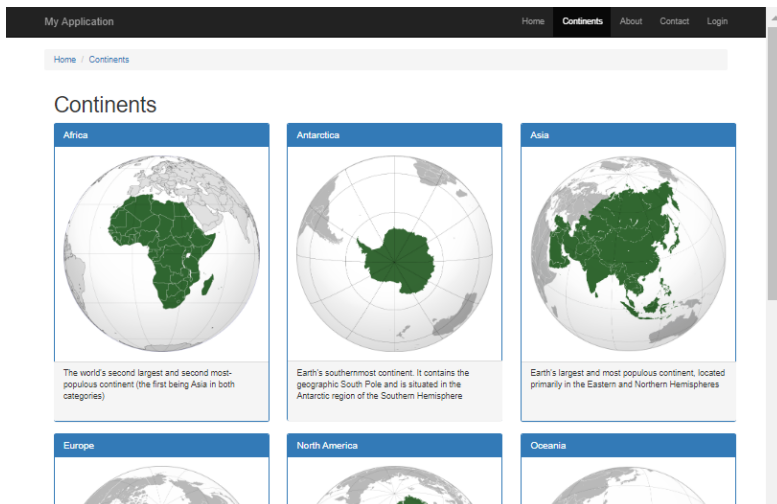 My Application Home Continents About Contact Login
Home / Continents
Continents
Africa Antarctica Asia
The world's second largest and second most-
populous continent (the first being Asia in both
categories)
Earth's southernmost continent. It contains the
geographic South Pole and is situated in the
Antarctic region of the Southern Hemisphere
Earth's largest and most populous continent, located
primarily in the Eastern and Northern Hemispheres
Europe North America Oceania